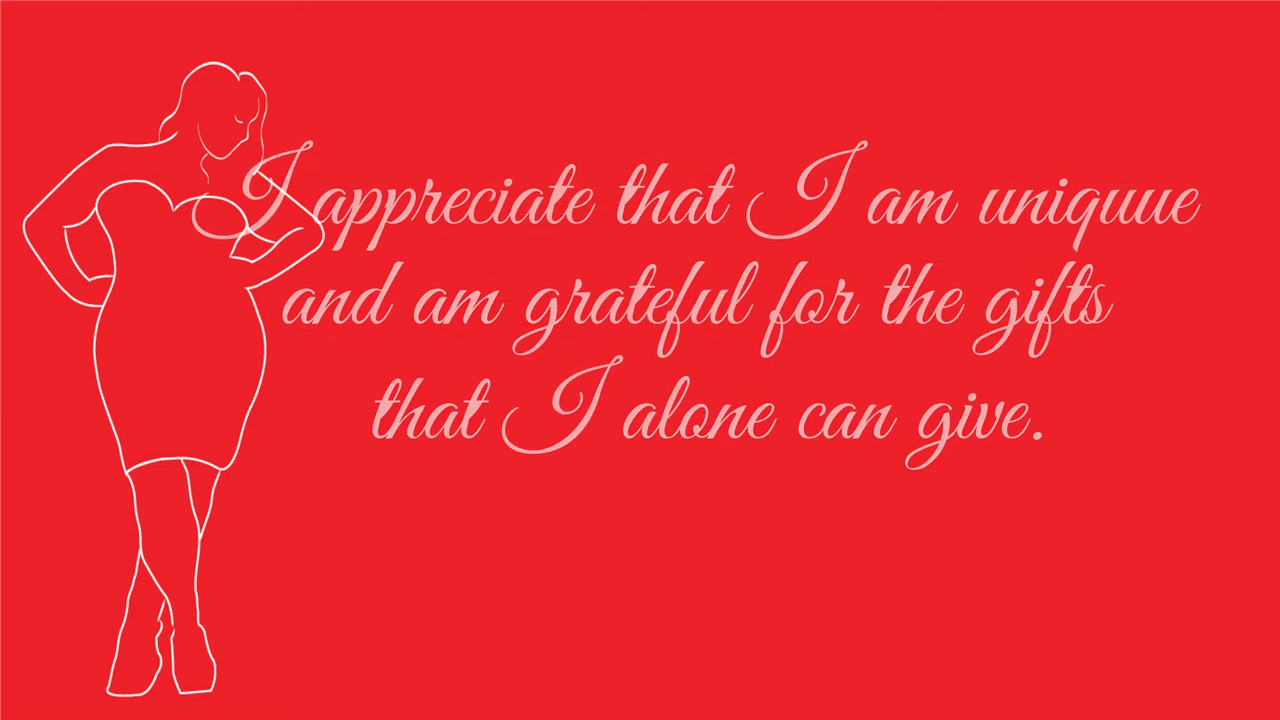 I appreciate that I am uniquue
and am grateful for the gifts
that I alone can give.